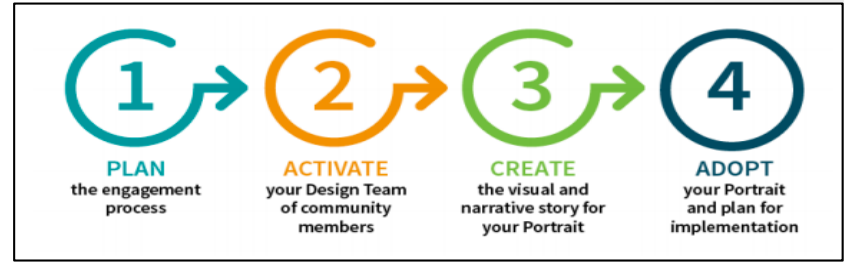 1
PLAN
the engagement
process
2
ACTIVATE
your Design Team
of community
members
3
CREATE
the visual and
narrative story for
your Portrait
4
ADOPT
your Portrait
and plan for
implementation